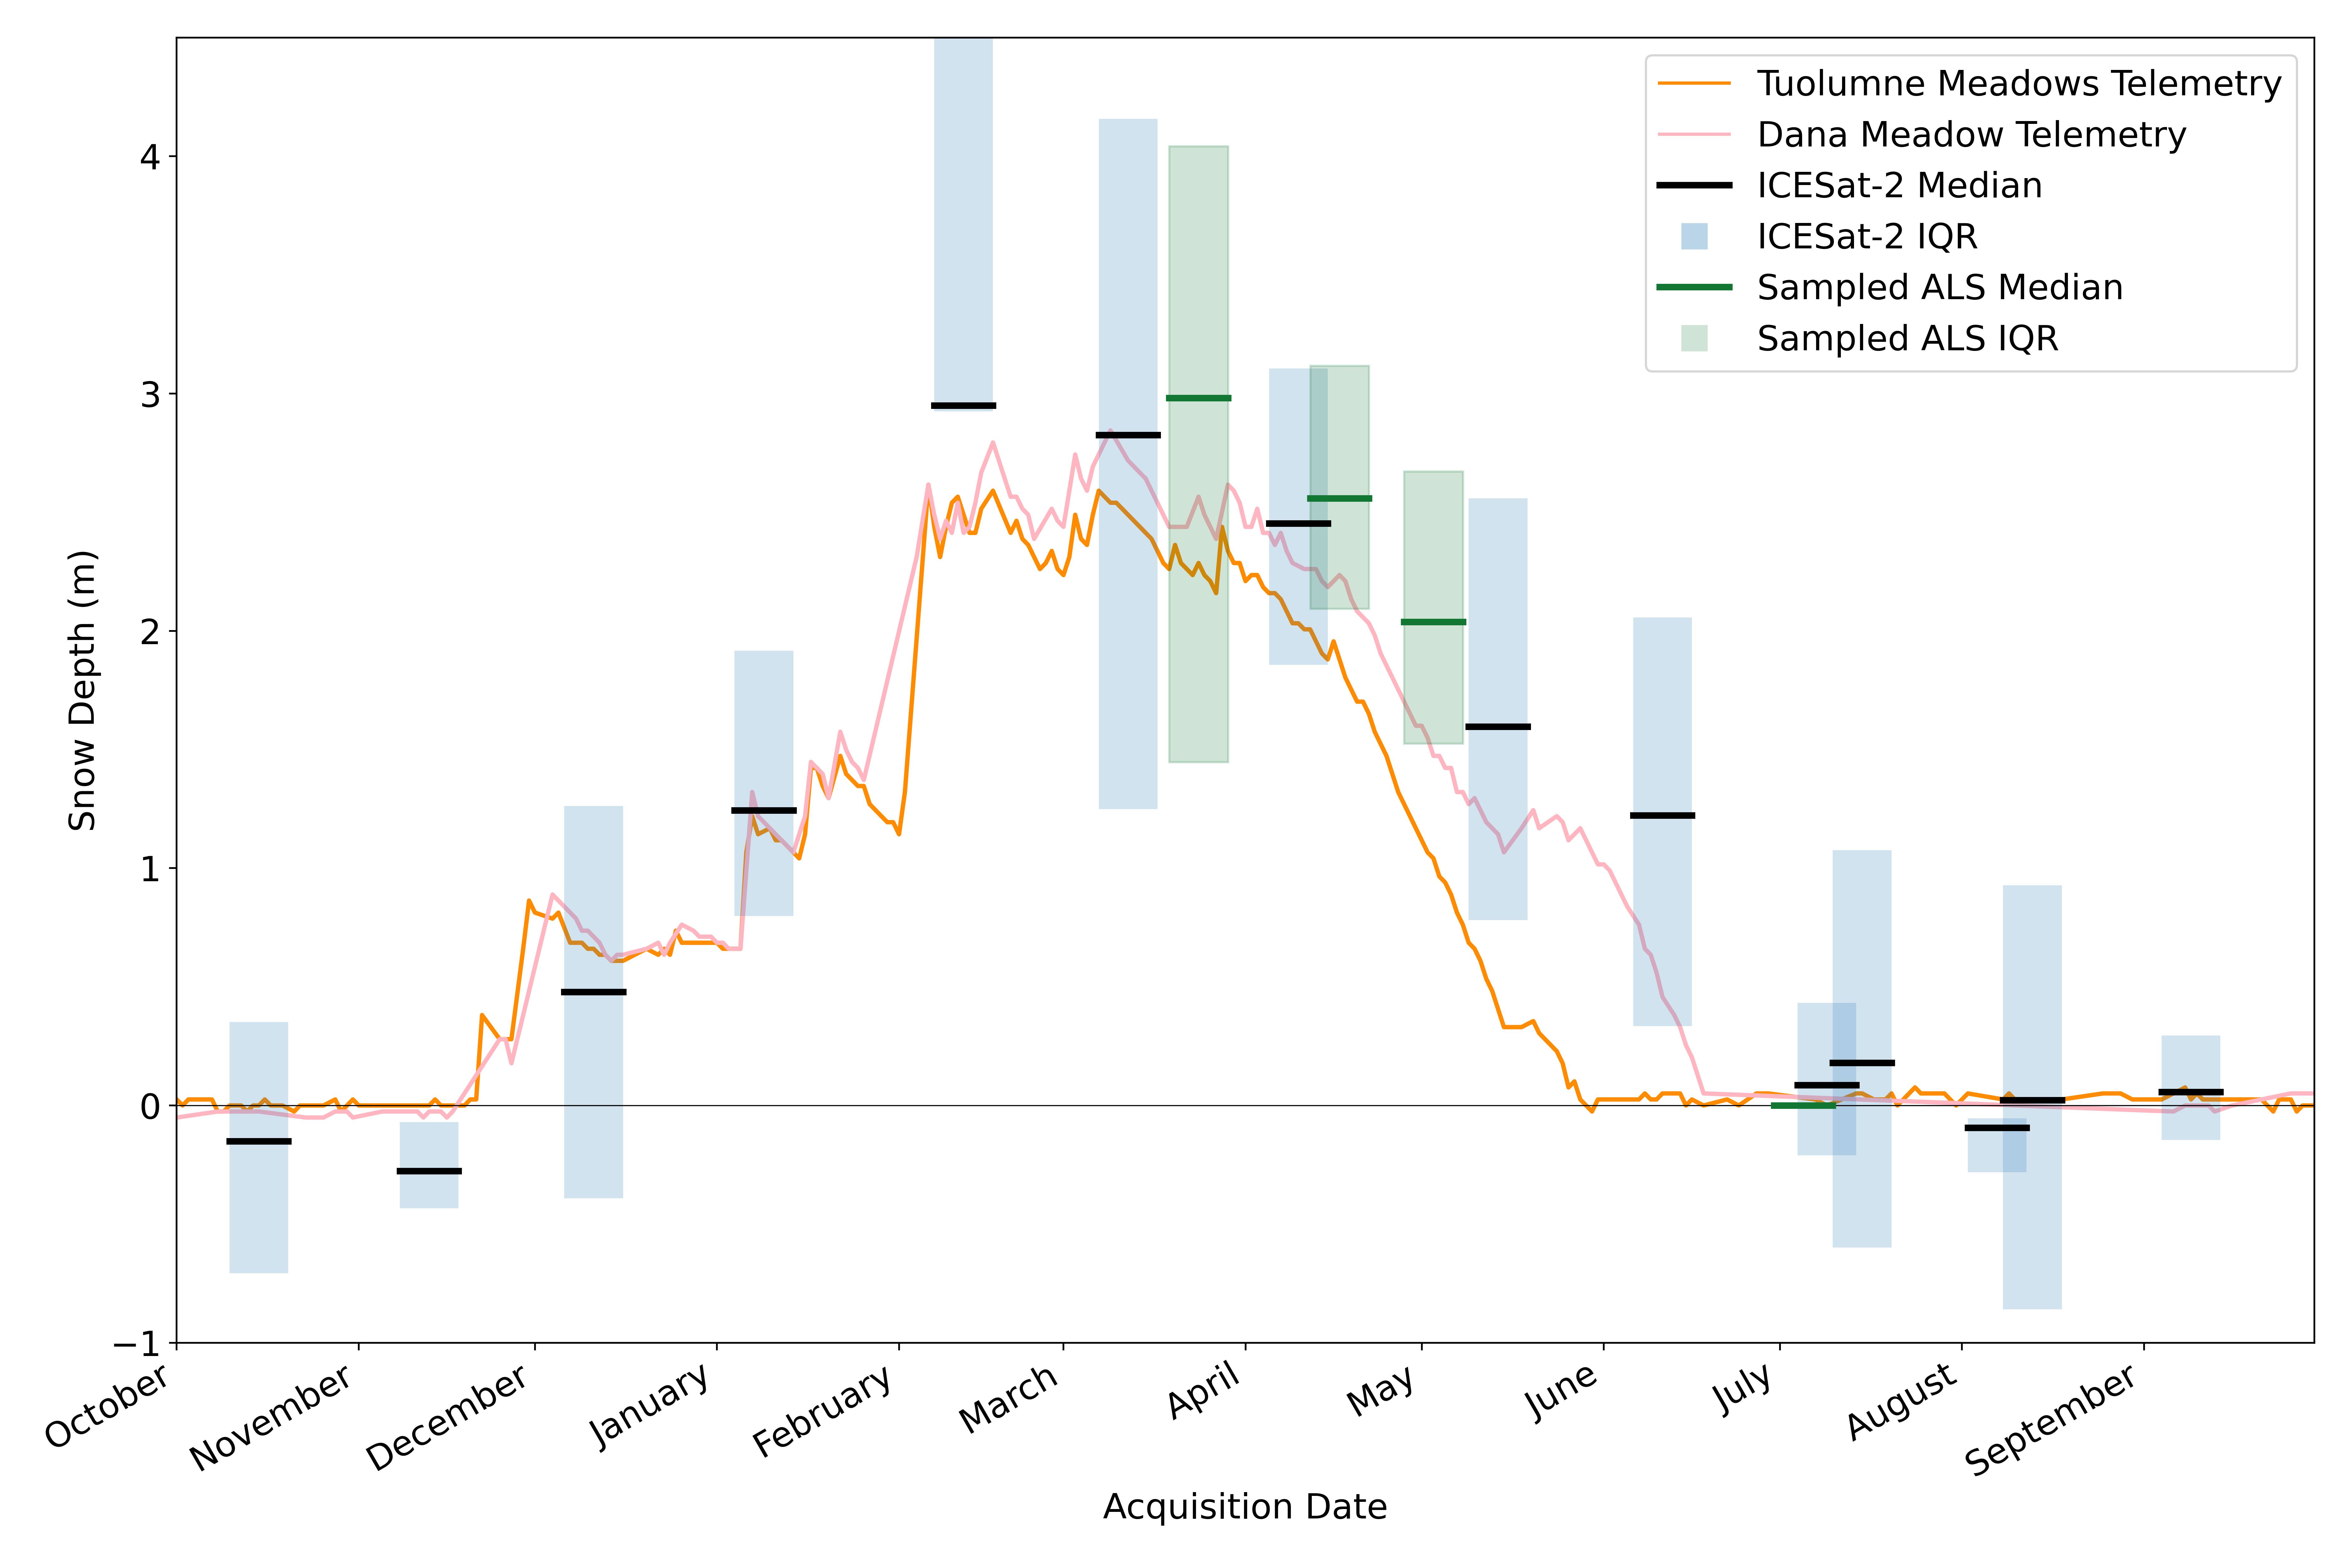 Tuolumne Meadows Telemetry
Dana Meadow Telemetry
ICESat-2 Median
ICESat-2 IQR
Sampled ALS Median
Sampled ALS IQR
4
3
2
1
0
−1
Snow Depth (m)
October
November
December
January
February
March
April
May
June
July
August
September
Acquisition Date